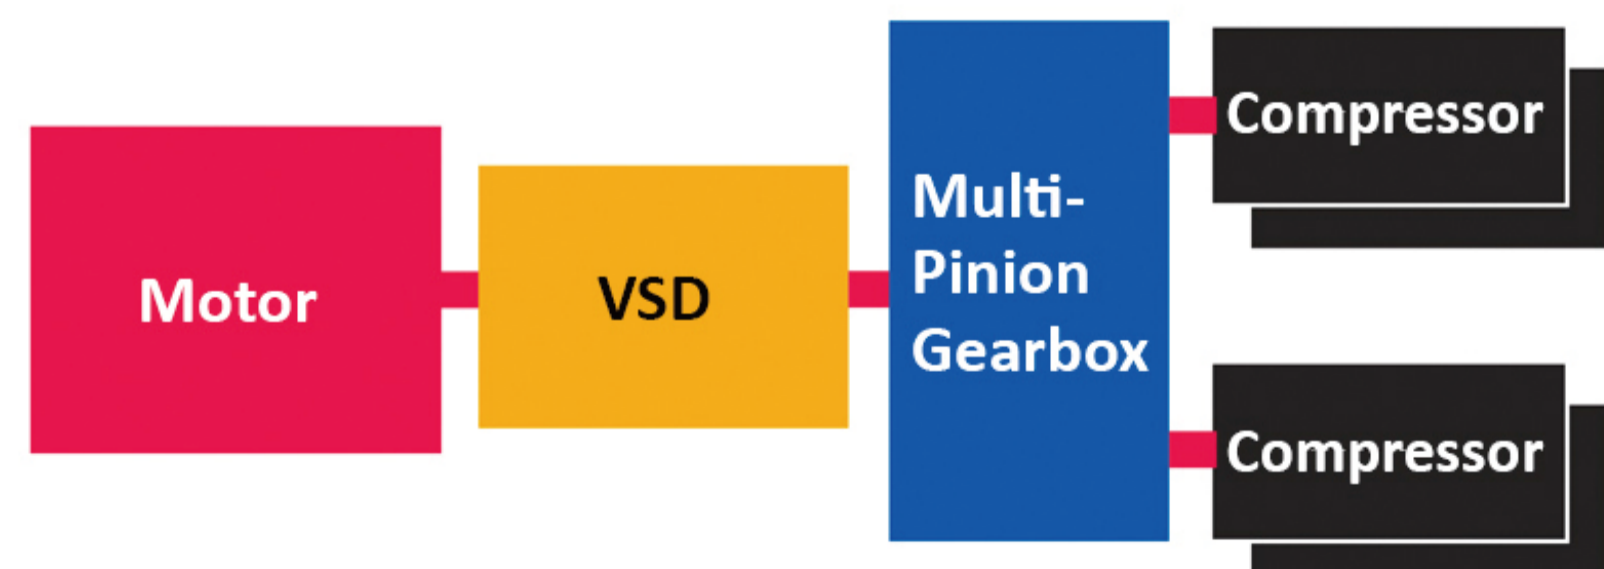 Motor
VSD
Multi-
Pinion
Gearbox
Compressor
Compressor